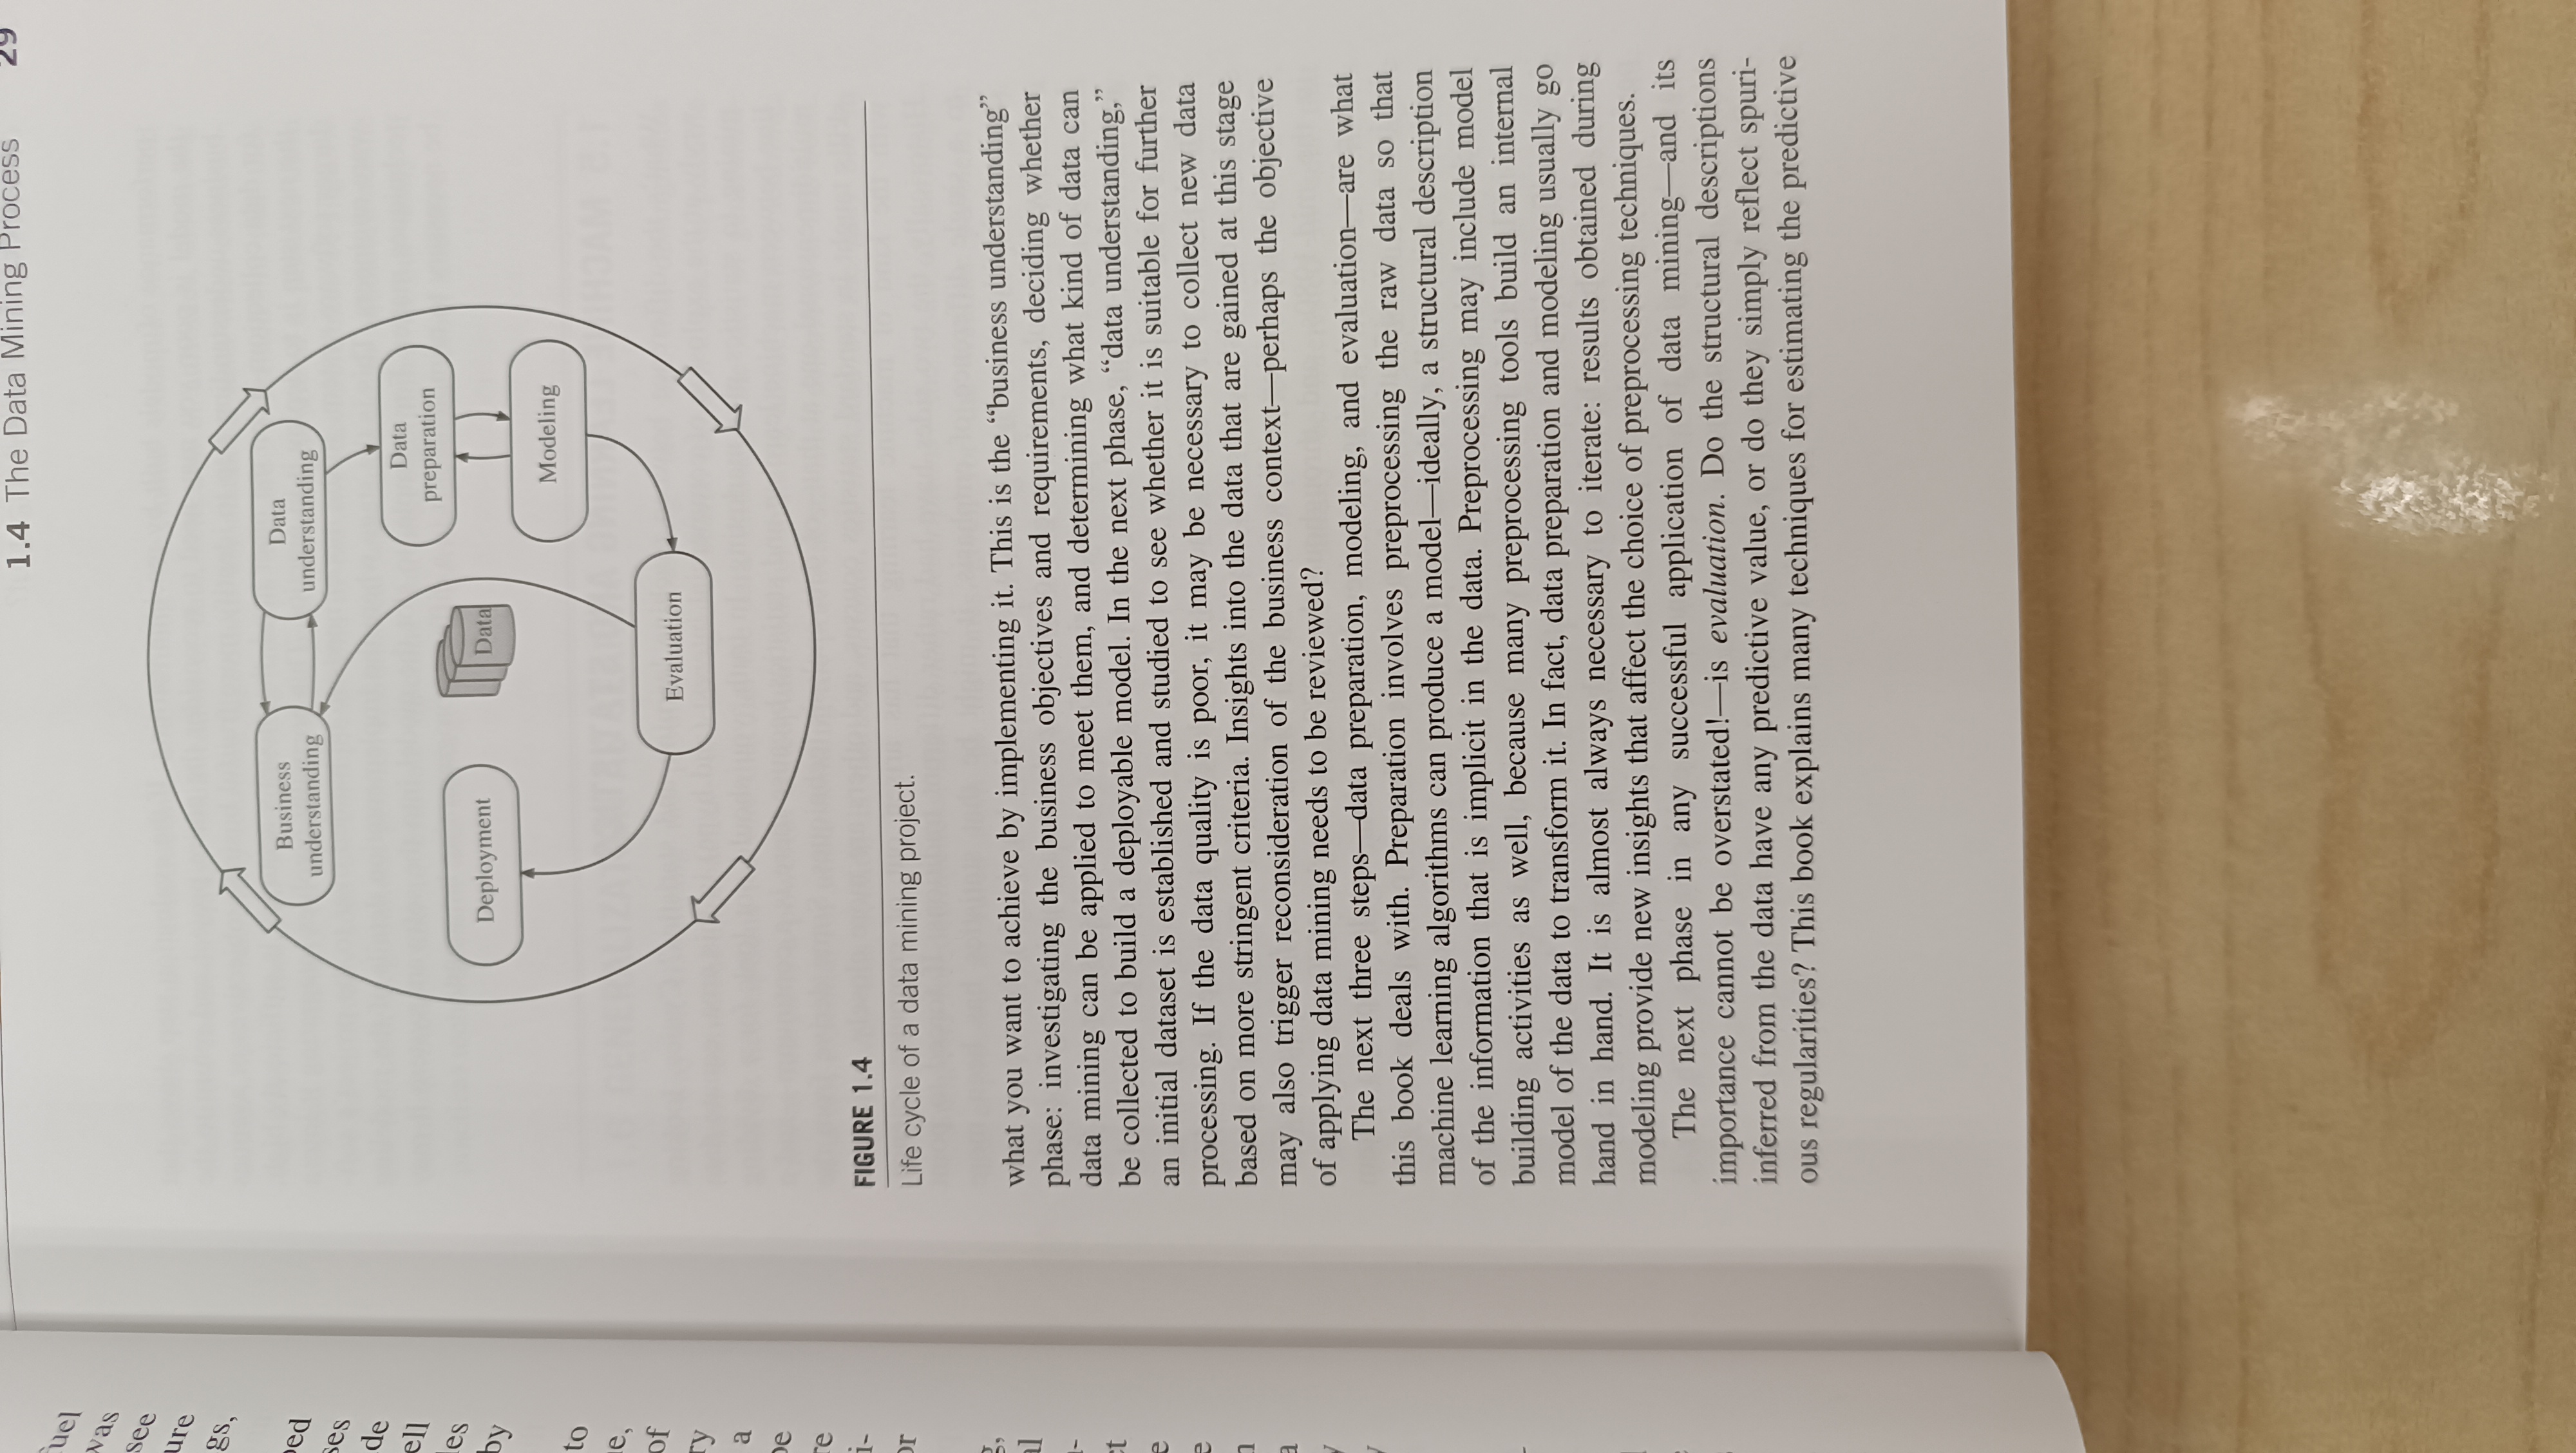 1.4 The Data Mining Process 29
Business
understanding
Data
understanding
Data
preparation
Deployment
Data
Modeling
Evaluation
FIGURE 1.4
Life cycle of a data mining project.
what you want to achieve by implementing it. This is the “business understanding”
phase: investigating the business objectives and requirements, deciding whether
data mining can be applied to meet them, and determining what kind of data can
be collected to build a deployable model. In the next phase, “data understanding,”
an initial dataset is established and studied to see whether it is suitable for further
processing. If the data quality is poor, it may be necessary to collect new data
based on more stringent criteria. Insights into the data that are gained at this stage
may also trigger reconsideration of the business context—perhaps the objective
of applying data mining needs to be reviewed?
The next three steps—data preparation, modeling, and evaluation—are what
this book deals with. Preparation involves preprocessing the raw data so that
machine learning algorithms can produce a model—ideally, a structural description
of the information that is implicit in the data. Preprocessing may include model
building activities as well, because many preprocessing tools build an internal
model of the data to transform it. In fact, data preparation and modeling usually go
hand in hand. It is almost always necessary to iterate: results obtained during
modeling provide new insights that affect the choice of preprocessing techniques.
The next phase in any successful application of data mining—and its
importance cannot be overstated!—is evaluation. Do the structural descriptions
inferred from the data have any predictive value, or do they simply reflect spuri-
ous regularities? This book explains many techniques for estimating the predictive